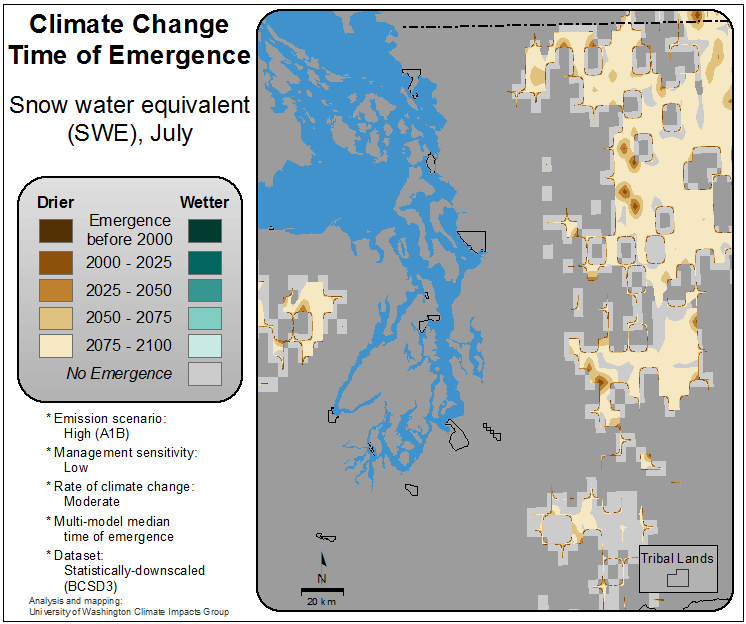 Climate Change
Time of Emergence
Snow water equivalent
(SWE), July
Drier Wetter
Emergence
before 2000
2000 - 2025
2025 - 2050
2050 - 2075
2075 - 2100
No Emergence
* Emission scenario:
High (A1B)
* Management sensitivity:
Low
* Rate of climate change:
Moderate
* Multi-model median
time of emergence
* Dataset:
Statistically-downscaled
(BCSD3)
Analysis and mapping:
University of Washington Climate Impacts Group
N
20 km
Tribal Lands